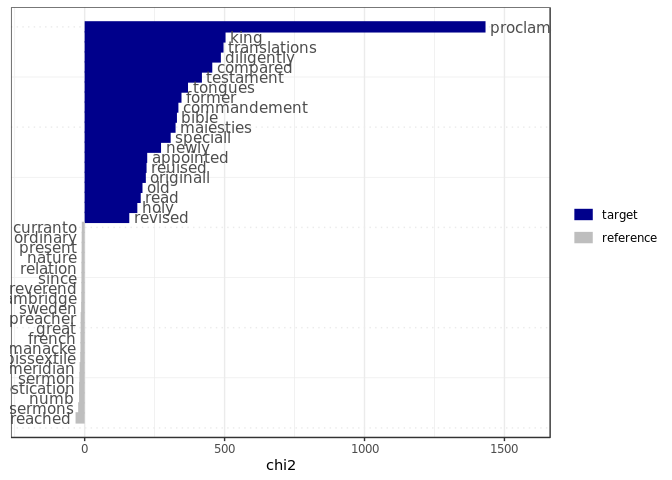 proclam
king
translations
diligently
compared
testament
tongues
former
commandement
bible
maiesties
speciall
newly
appointed
reuised
originall
old
read
holy
revised
curranto
ordinary
present
nature
relation
since
reverend
ambridge
sweden
preacher
great
french
manacke
bissextile
meridian
sermon
stication
numb
sermons
reached
target
reference
0 500 1000 1500
chi2